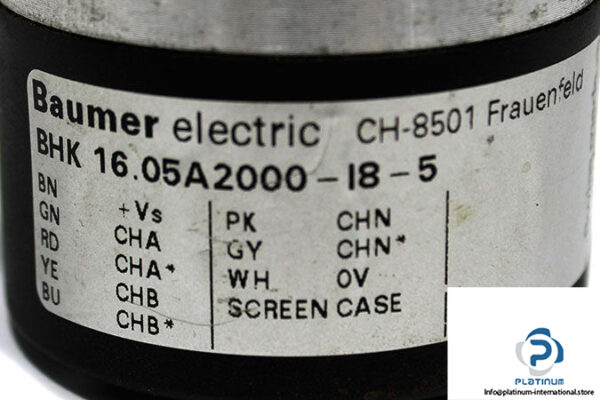 Baumer electric CH-8501 Frauenfeld
BHK 16.05A2000-I8-5
BN +Vs
GN CHA
RD CHA*
YE CHB
BU CHB*
PK CHN
GY CHN*
WH 0V
SCREEN CASE
PLATINUM
info@platinum-international.store